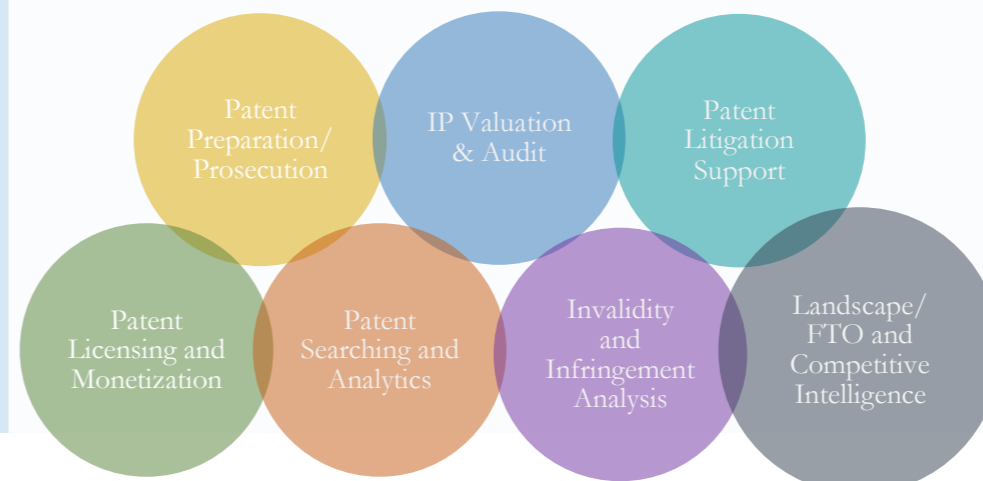 Patent
Preparation/
Prosecution
IP Valuation
& Audit
Patent
Litigation
Support
Patent
Licensing and
Monetization
Patent
Searching and
Analytics
Invalidity
and
Infringement
Analysis
Landscape/
FTO and
Competitive
Intelligence